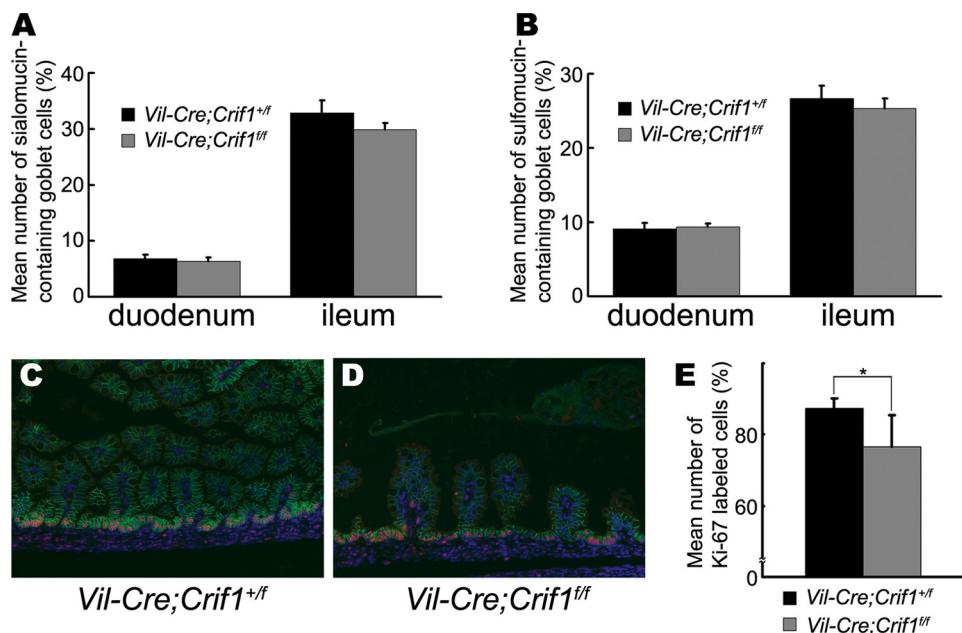 A
Mean number of sialomucin-
containing goblet cells (%)
40
30
20
10
0
Vil-Cre;Crif1+/f
Vil-Cre;Crif1f/f
duodenum
ileum
B
Mean number of sulfomucin-
containing goblet cells (%)
30
20
10
0
Vil-Cre;Crif1+/f
Vil-Cre;Crif1f/f
duodenum
ileum
C
Vil-Cre;Crif1+/f
D
Vil-Cre;Crif1f/f
E
Mean number of
Ki-67 labeled cells (%)
80
60
0
*
Vil-Cre;Crif1+/f
Vil-Cre;Crif1f/f